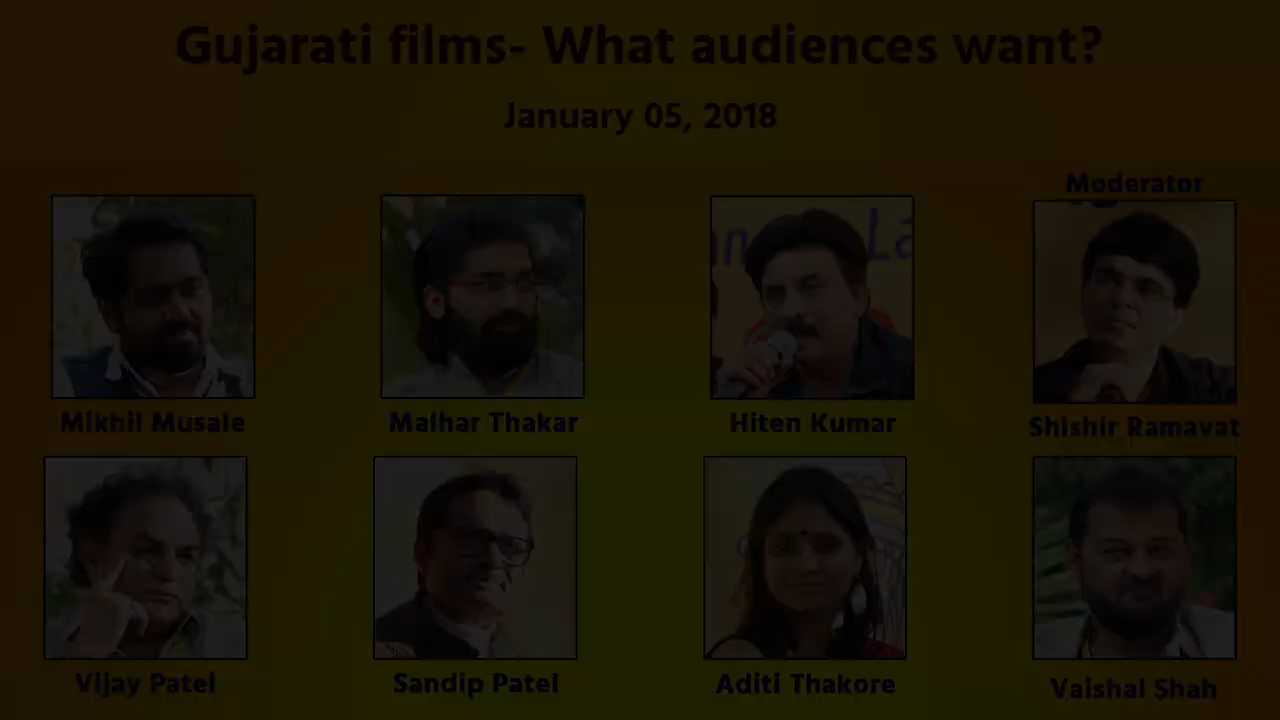 Gujarati films- What audiences want?
January 05, 2018
Moderator
Mikhil Musale
Malhar Thakar
Hiten Kumar
Shishir Ramavat
Vijay Patel
Sandip Patel
Aditi Thakore
Vaishal Shah